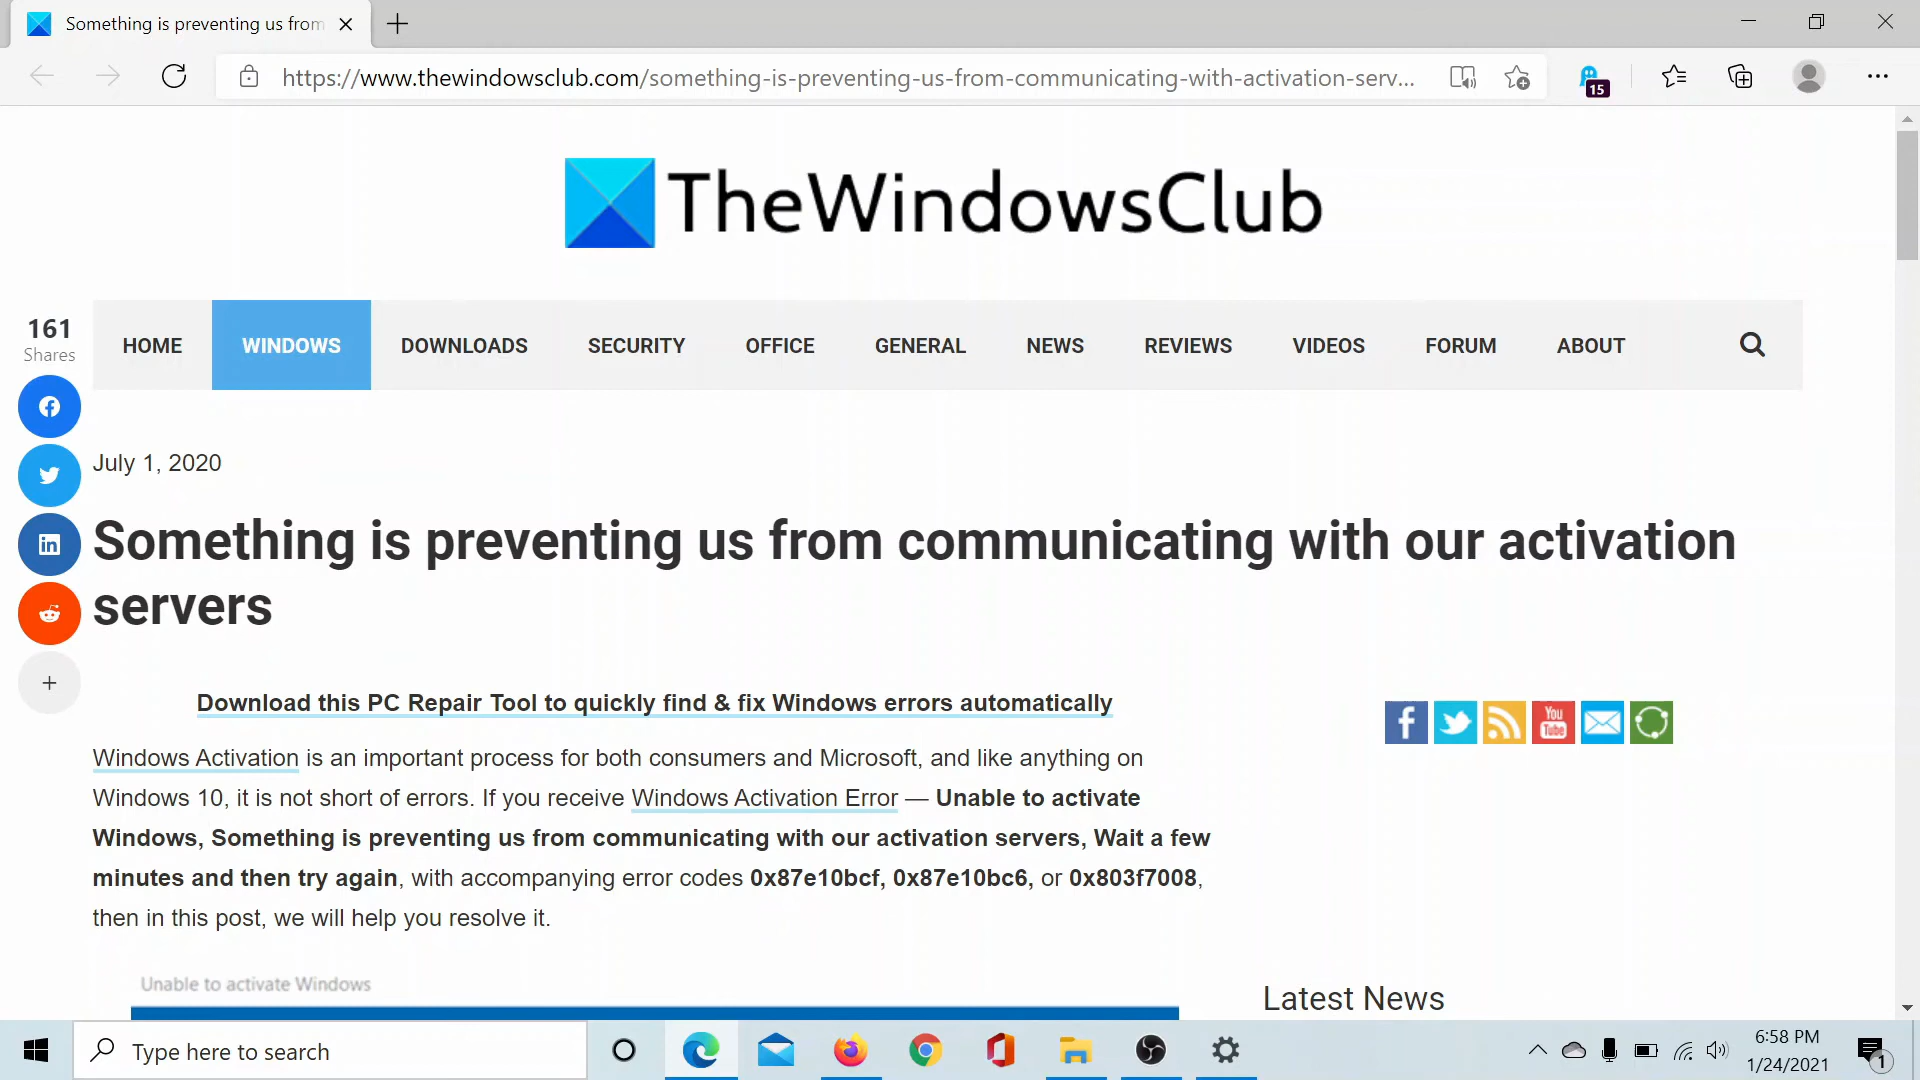 Something is preventing us from
https://www.thewindowsclub.com/something-is-preventing-us-from-communicating-with-activation-serv...
15
TheWindowsClub
HOME WINDOWS DOWNLOADS SECURITY OFFICE GENERAL NEWS REVIEWS VIDEOS FORUM ABOUT
161
Shares
July 1, 2020
Something is preventing us from communicating with our activation
servers
Download this PC Repair Tool to quickly find & fix Windows errors automatically
Windows Activation is an important process for both consumers and Microsoft, and like anything on
Windows 10, it is not short of errors. If you receive Windows Activation Error — Unable to activate
Windows, Something is preventing us from communicating with our activation servers, Wait a few
minutes and then try again, with accompanying error codes 0x87e10bcf, 0x87e10bc6, or 0x803f7008,
then in this post, we will help you resolve it.
You
Tube
Unable to activate Windows
Latest News
Type here to search
6:58 PM
1/24/2021
1